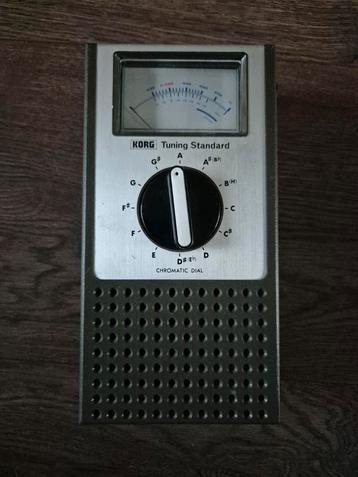 KORG Tuning Standard
A
G♯ A♯(B♭)
G B(H)
F♯ C
F C♯
E D
D♯(E♭)
CHROMATIC DIAL